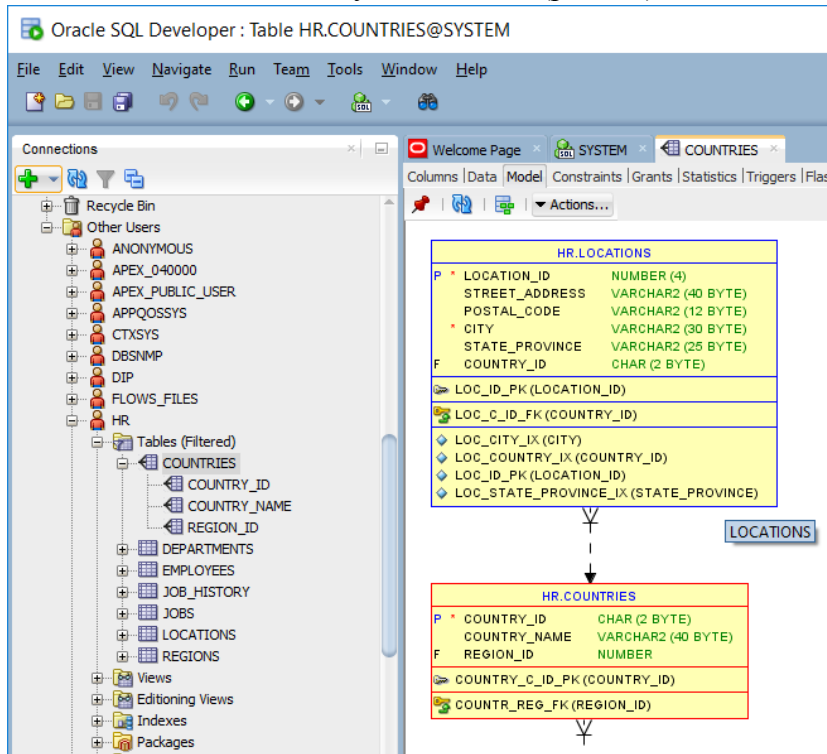 Oracle SQL Developer : Table HR.COUNTRIES@SYSTEM
File Edit View Navigate Run Team Tools Window Help
SQL
Connections
Recycle Bin
Other Users
ANONYMOUS
APEX_040000
APEX_PUBLIC_USER
APPQOSSYS
CTXSYS
DBSNMP
DIP
FLOWS_FILES
HR
Tables (Filtered)
COUNTRIES
COUNTRY_ID
COUNTRY_NAME
REGION_ID
DEPARTMENTS
EMPLOYEES
JOB_HISTORY
JOBS
LOCATIONS
REGIONS
Views
Editioning Views
Indexes
Packages
Welcome Page SQL SYSTEM COUNTRIES
Columns |Data |Model |Constraints |Grants |Statistics |Triggers |Flas
Actions...
HR.LOCATIONS
P * LOCATION_ID NUMBER (4)
STREET_ADDRESS VARCHAR2 (40 BYTE)
POSTAL_CODE VARCHAR2 (12 BYTE)
* CITY VARCHAR2 (30 BYTE)
STATE_PROVINCE VARCHAR2 (25 BYTE)
F COUNTRY_ID CHAR (2 BYTE)
LOC_ID_PK (LOCATION_ID)
LOC_C_ID_FK (COUNTRY_ID)
LOC_CITY_IX (CITY)
LOC_COUNTRY_IX (COUNTRY_ID)
LOC_ID_PK (LOCATION_ID)
LOC_STATE_PROVINCE_IX (STATE_PROVINCE)
LOCATIONS
HR.COUNTRIES
P * COUNTRY_ID CHAR (2 BYTE)
COUNTRY_NAME VARCHAR2 (40 BYTE)
F REGION_ID NUMBER
COUNTRY_C_ID_PK (COUNTRY_ID)
COUNTR_REG_FK (REGION_ID)